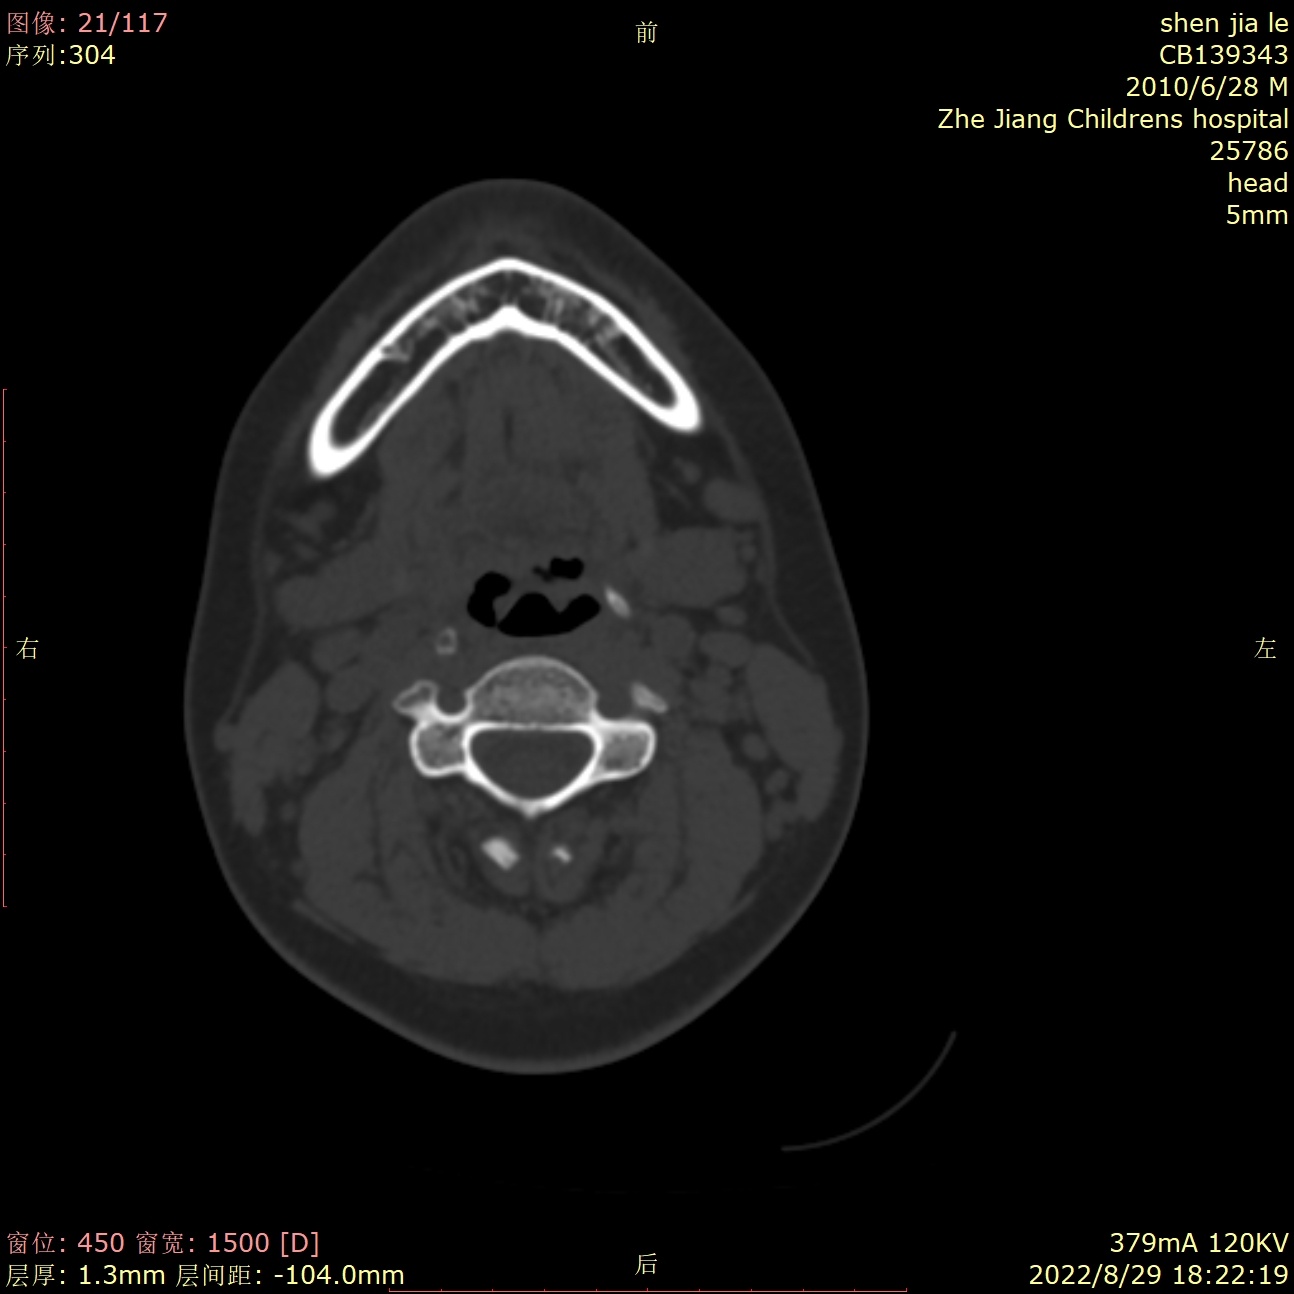 图像: 21/117
序列:304
前
shen jia le
CB139343
2010/6/28 M
Zhe Jiang Childrens hospital
25786
head
5mm
右
左
窗位: 450 窗宽: 1500 [D]
层厚: 1.3mm 层间距: -104.0mm
后
379mA 120KV
2022/8/29 18:22:19